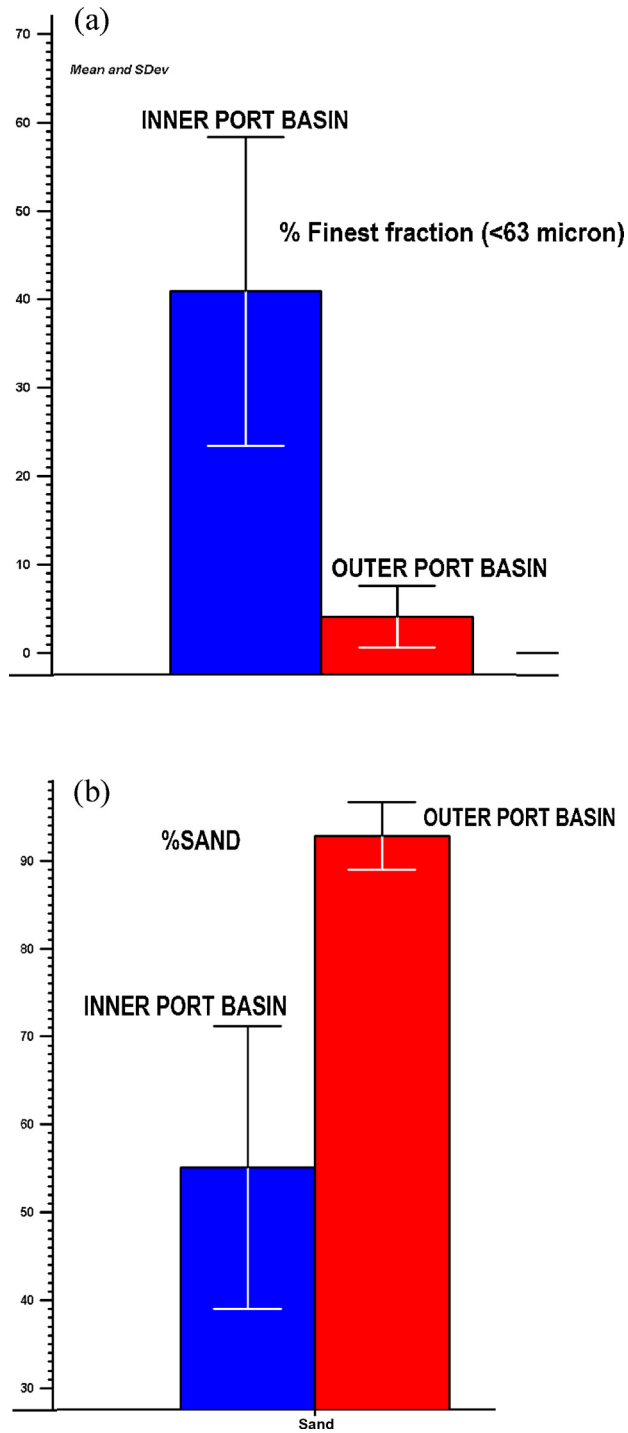 (a)
70
Mean and SDev
60
INNER PORT BASIN
50
% Finest fraction (<63 micron)
40
30
20
10
OUTER PORT BASIN
0
(b)
%SAND
OUTER PORT BASIN
90
80
INNER PORT BASIN
70
60
50
40
30
Sand